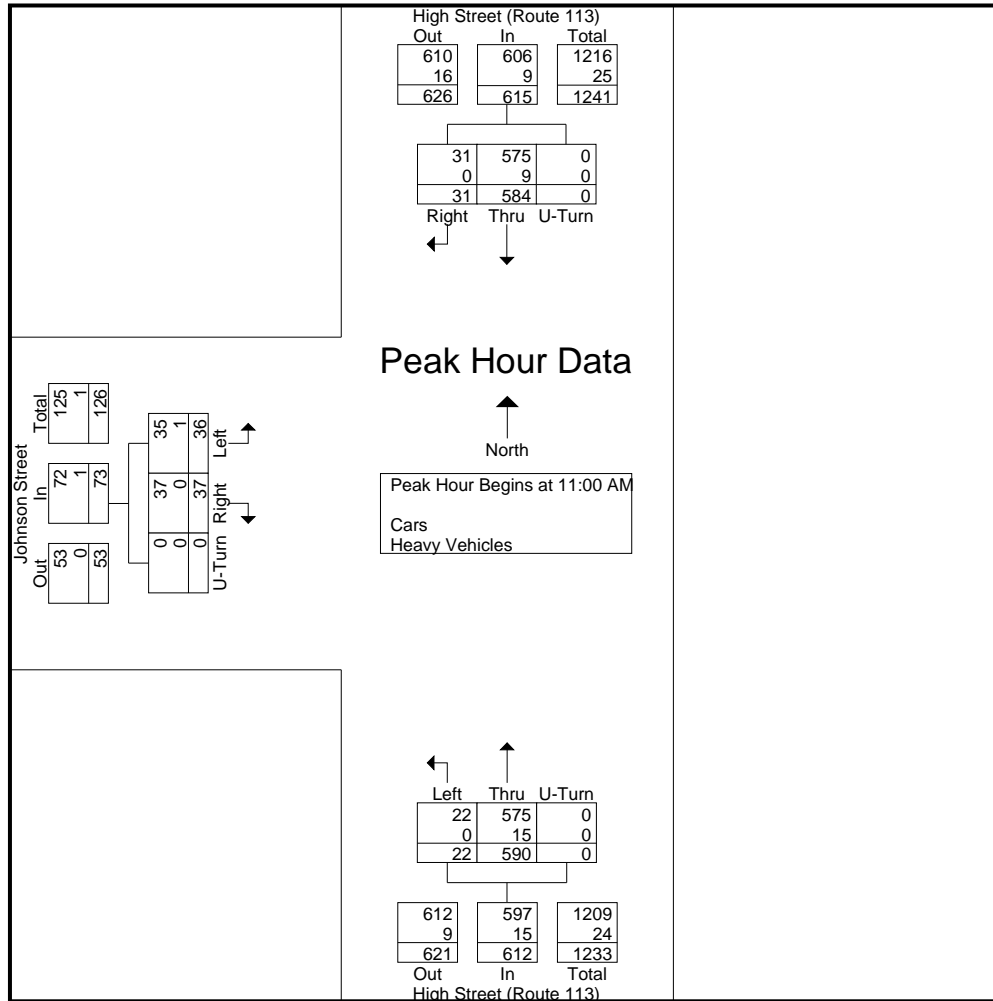 High Street (Route 113)
Out In Total
610 606 1216
16 9 25
626 615 1241
31 575 0
0 9 0
31 584 0
Right Thru U-Turn
Peak Hour Data
North
Peak Hour Begins at 11:00 AM
Cars
Heavy Vehicles
Johnson Street
Out In Total
53 72 125
0 1 1
53 73 126
0 37 35
0 0 1
0 37 36
U-Turn Right Left
Left Thru U-Turn
22 575 0
0 15 0
22 590 0
612 597 1209
9 15 24
621 612 1233
Out In Total
High Street (Route 113)